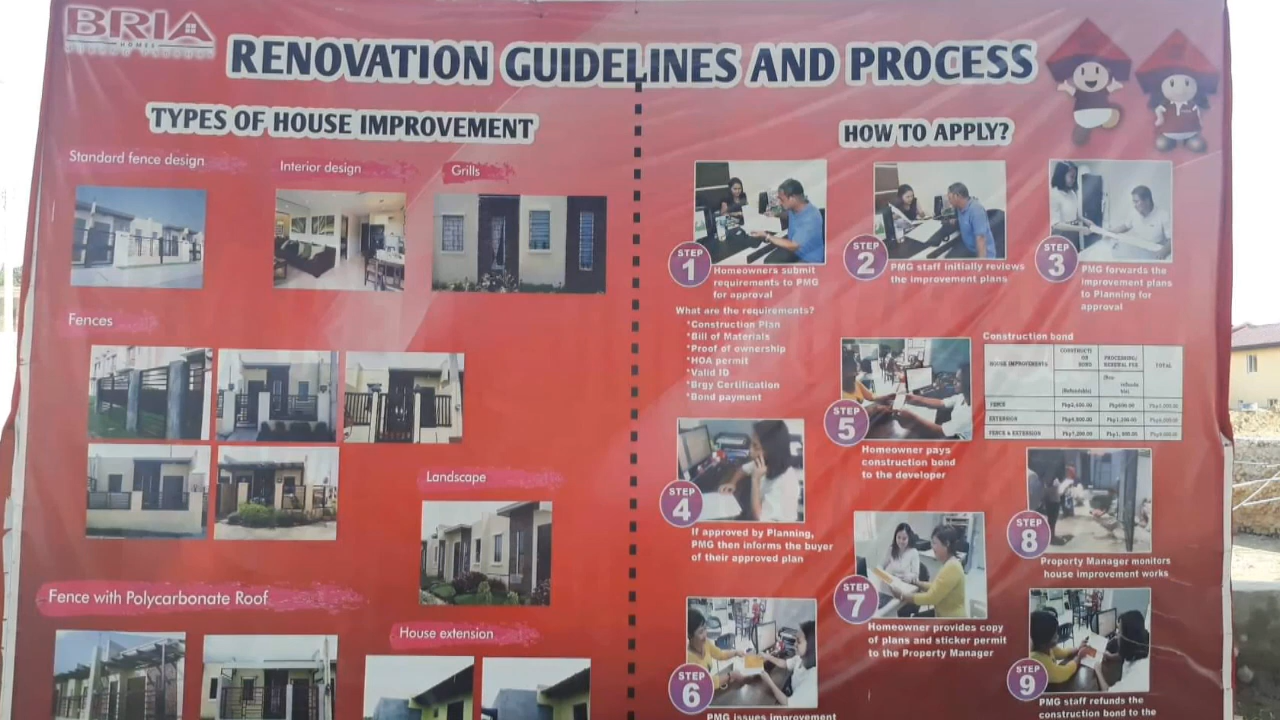 BRIA
HOMES
RENOVATION GUIDELINES AND PROCESS
TYPES OF HOUSE IMPROVEMENT
Standard fence design
Interior design
Grills
Fences
Landscape
Fence with Polycarbonate Roof
House extension
HOW TO APPLY?
STEP
1
Homeowners submit
requirements to PMG
for approval
What are the requirements?
*Construction Plan
*Bill of Materials
*Proof of ownership
*HOA permit
*Valid ID
*Brgy Certification
*Bond payment
STEP
2
PMG staff initially reviews
the improvement plans
STEP
3
PMG forwards the
improvement plans
to Planning for
approval
STEP
4
If approved by Planning,
PMG then informs the buyer
of their approved plan
STEP
5
Homeowner pays
construction bond
to the developer
Construction bond
HOUSE IMPROVEMENTS
CONSTRUCTI
ON
BOND
(Refundable)
PROCESSING/
RENEWAL FEE
TOTAL
FENCE
EXTENSION
FENCE & EXTENSION
STEP
6
PMG issues improvement
STEP
7
Homeowner provides copy
of plans and sticker permit
to the Property Manager
STEP
8
Property Manager monitors
house improvement works
STEP
9
PMG staff refunds the
construction bond to the